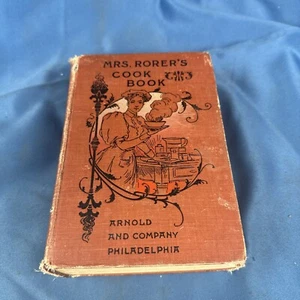 MRS. RORER'S
COOK
BOOK
ARNOLD
AND COMPANY
PHILADELPHIA